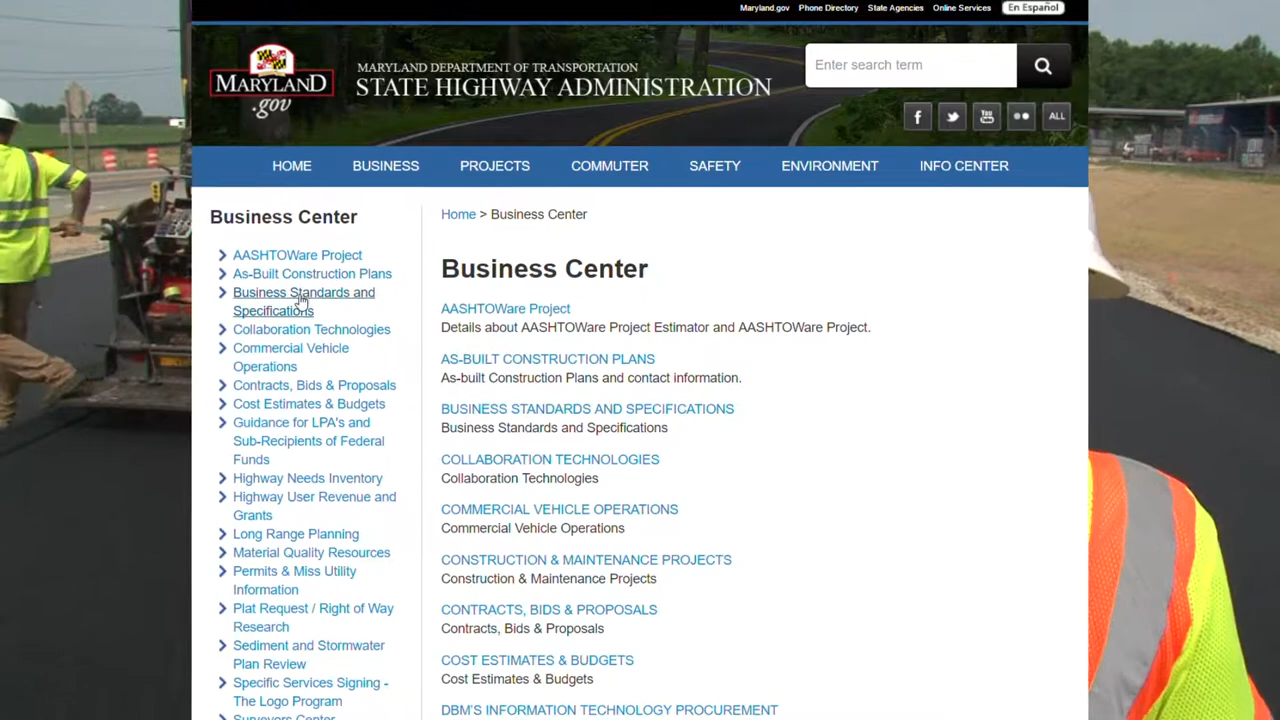 Maryland.gov Phone Directory State Agencies Online Services En Español
MARYLAND
.gov
MARYLAND DEPARTMENT OF TRANSPORTATION
STATE HIGHWAY ADMINISTRATION
Enter search term
f You Tube ALL
HOME BUSINESS PROJECTS COMMUTER SAFETY ENVIRONMENT INFO CENTER
Business Center
AASHTOWare Project
As-Built Construction Plans
Business Standards and
Specifications
Collaboration Technologies
Commercial Vehicle
Operations
Contracts, Bids & Proposals
Cost Estimates & Budgets
Guidance for LPA's and
Sub-Recipients of Federal
Funds
Highway Needs Inventory
Highway User Revenue and
Grants
Long Range Planning
Material Quality Resources
Permits & Miss Utility
Information
Plat Request / Right of Way
Research
Sediment and Stormwater
Plan Review
Specific Services Signing -
The Logo Program
Surveyors Center
Home > Business Center
Business Center
AASHTOWare Project
Details about AASHTOWare Project Estimator and AASHTOWare Project.
AS-BUILT CONSTRUCTION PLANS
As-built Construction Plans and contact information.
BUSINESS STANDARDS AND SPECIFICATIONS
Business Standards and Specifications
COLLABORATION TECHNOLOGIES
Collaboration Technologies
COMMERCIAL VEHICLE OPERATIONS
Commercial Vehicle Operations
CONSTRUCTION & MAINTENANCE PROJECTS
Construction & Maintenance Projects
CONTRACTS, BIDS & PROPOSALS
Contracts, Bids & Proposals
COST ESTIMATES & BUDGETS
Cost Estimates & Budgets
DBM'S INFORMATION TECHNOLOGY PROCUREMENT